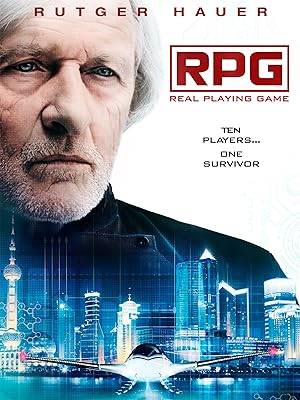 RUTGER HAUER
RPG
REAL PLAYING GAME
TEN
PLAYERS...
ONE
SURVIVOR